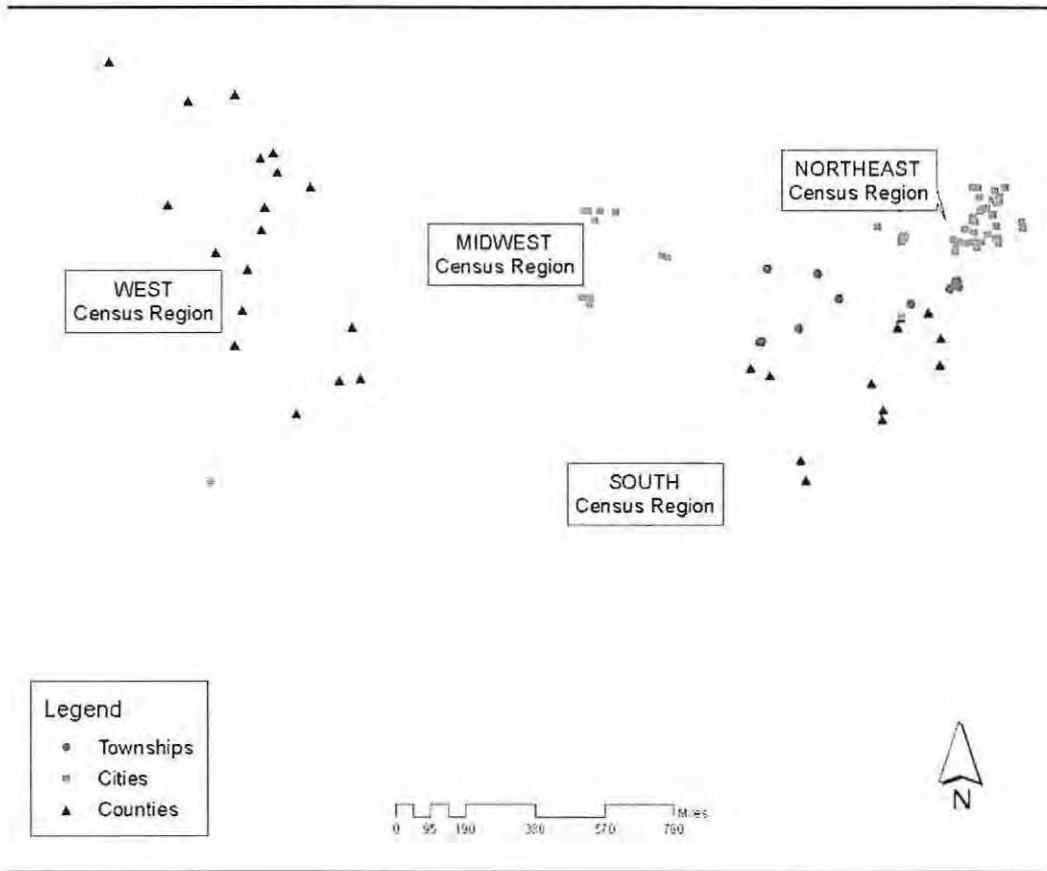 NORTHEAST
Census Region
MIDWEST
Census Region
WEST
Census Region
SOUTH
Census Region
Legend
Townships
Cities
Counties
N
Miles
0 95 190 380 570 760